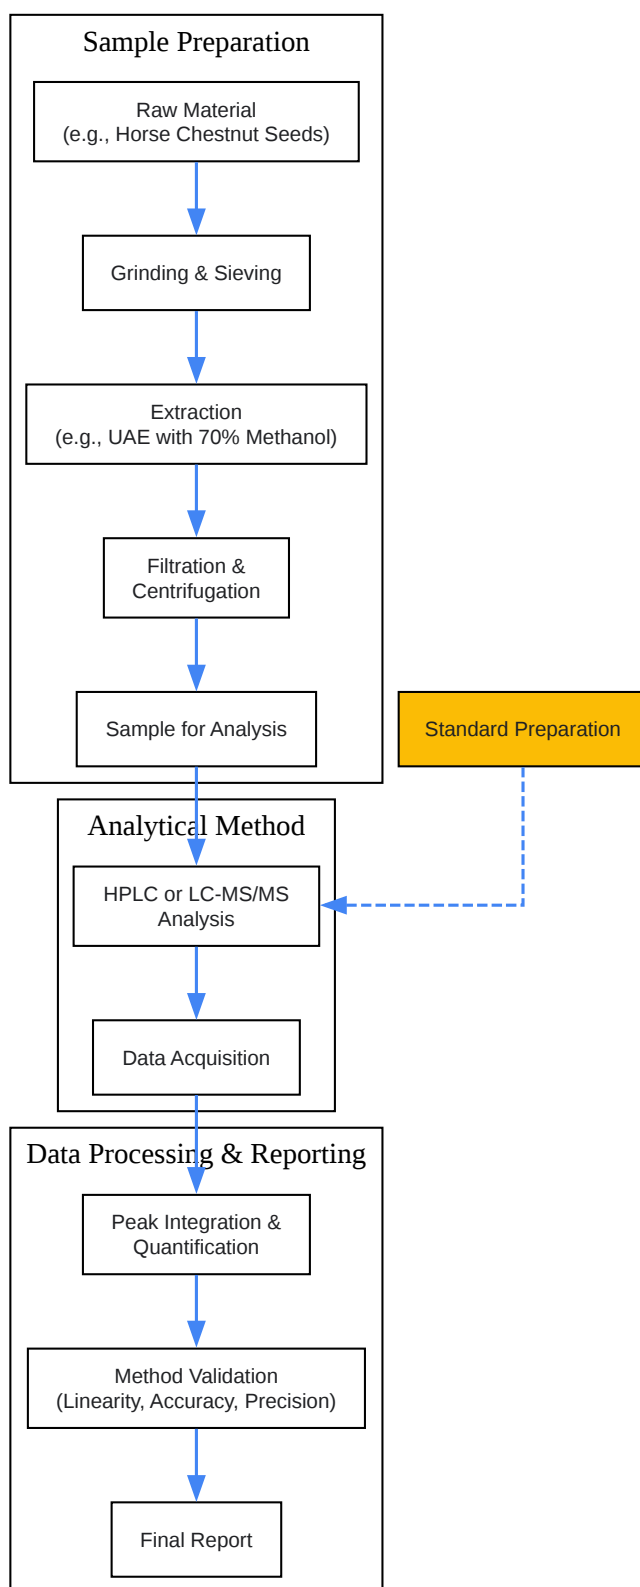 Sample Preparation
Raw Material
(e.g., Horse Chestnut Seeds)
Grinding & Sieving
Extraction
(e.g., UAE with 70% Methanol)
Filtration &
Centrifugation
Sample for Analysis
Standard Preparation
Analytical Method
HPLC or LC-MS/MS
Analysis
Data Acquisition
Data Processing & Reporting
Peak Integration &
Quantification
Method Validation
(Linearity, Accuracy, Precision)
Final Report